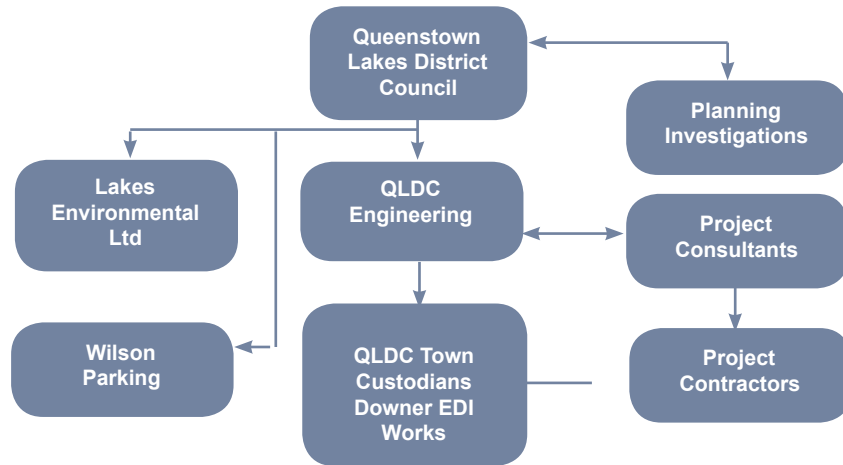 Queenstown
Lakes District
Council
Planning
Investigations
Lakes
Environmental
Ltd
QLDC
Engineering
Project
Consultants
Wilson
Parking
QLDC Town
Custodians
Downer EDI
Works
Project
Contractors